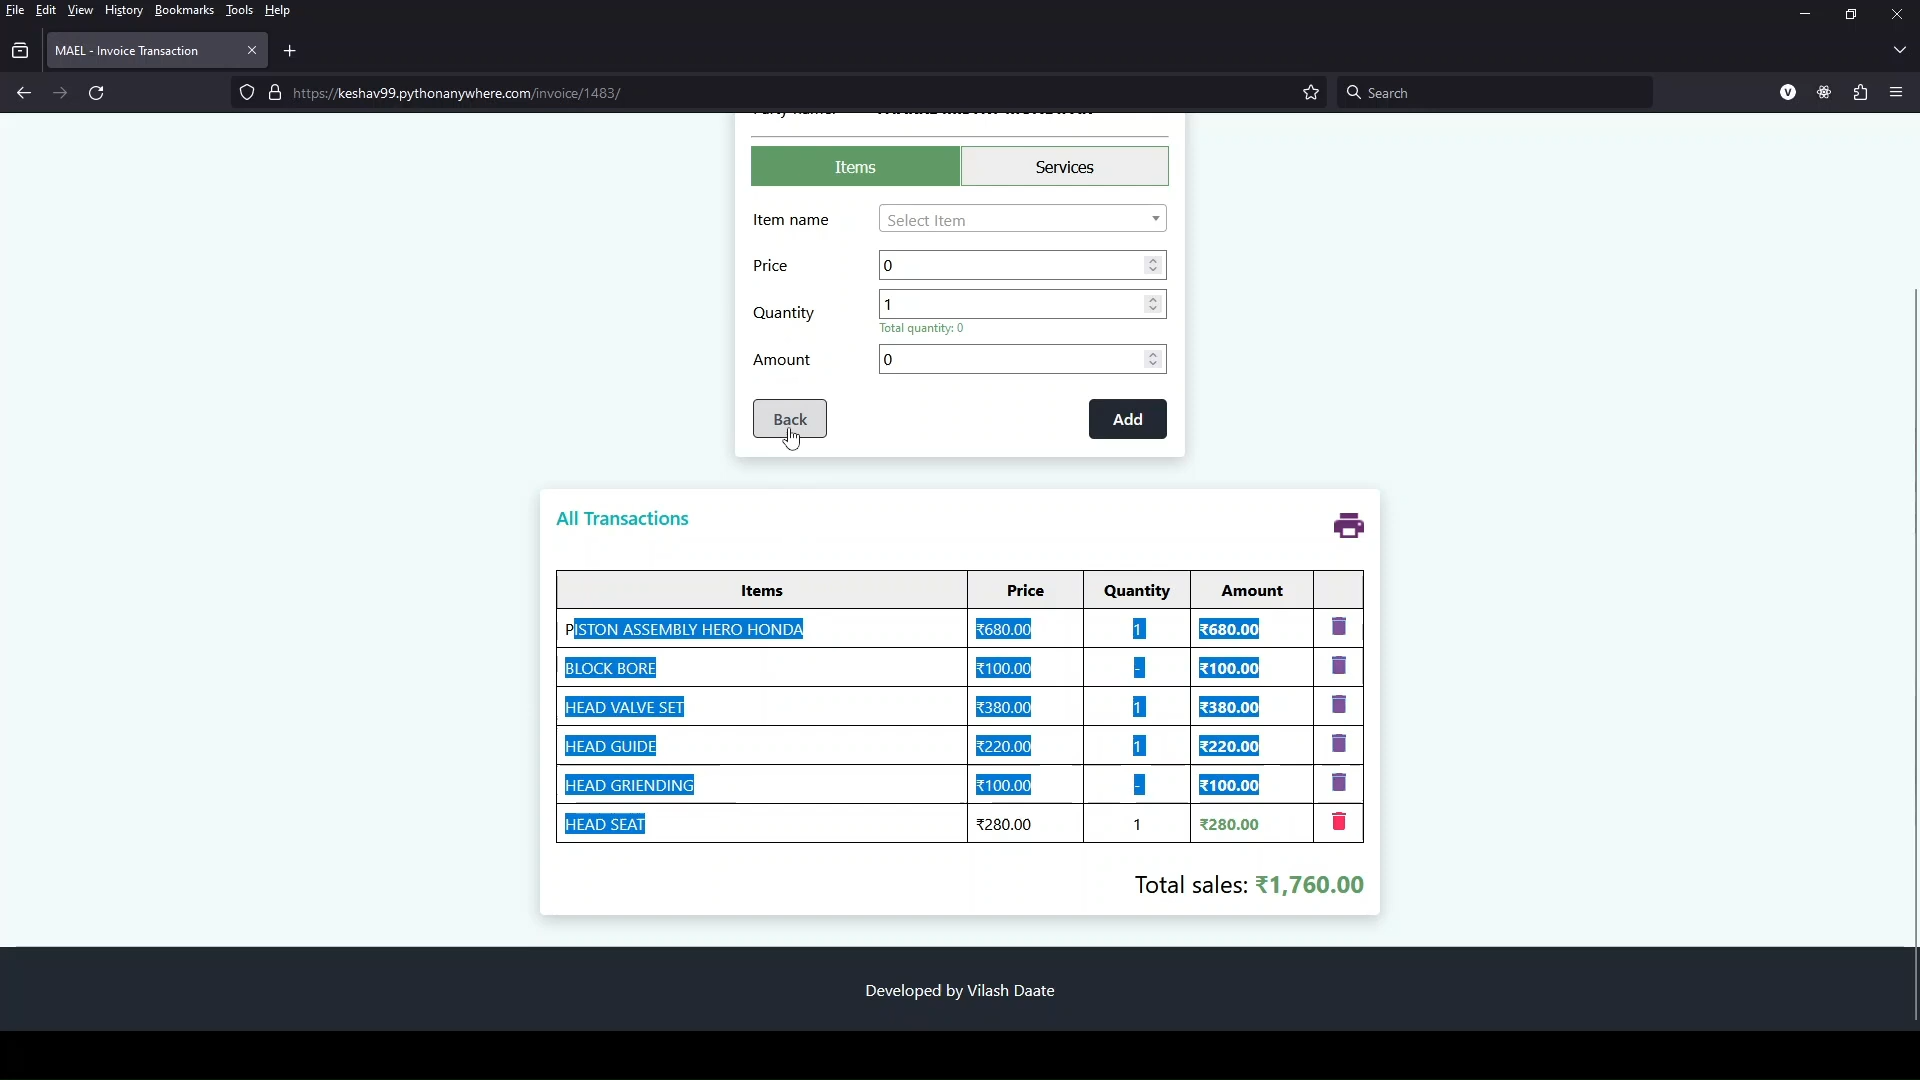 File Edit View History Bookmarks Tools Help
MAEL - Invoice Transaction
https://keshav99.pythonanywhere.com/invoice/1483/
Search
V
Items Services
Item name Select Item
Price 0
Quantity 1
Total quantity: 0
Amount 0
Back Add
All Transactions
Items Price Quantity Amount
PISTON ASSEMBLY HERO HONDA ₹680.00 1 ₹680.00
BLOCK BORE ₹100.00 - ₹100.00
HEAD VALVE SET ₹380.00 1 ₹380.00
HEAD GUIDE ₹220.00 1 ₹220.00
HEAD GRIENDING ₹100.00 - ₹100.00
HEAD SEAT ₹280.00 1 ₹280.00
Total sales: ₹1,760.00
Developed by Vilash Daate